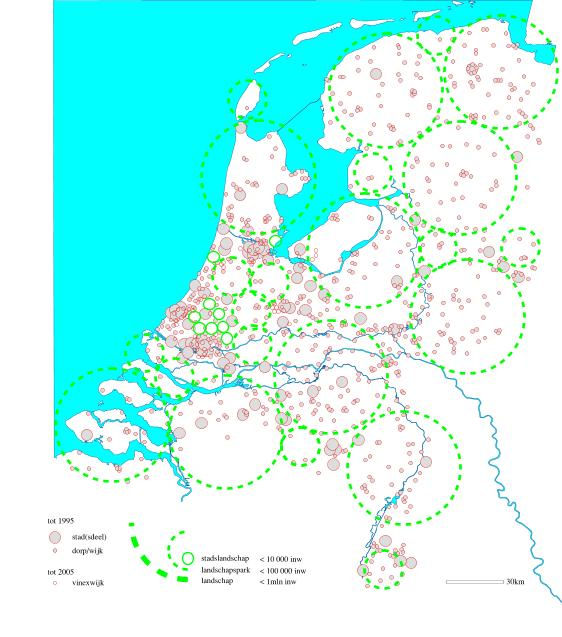 tot 1995
stad(sdeel)
dorp/wijk
tot 2005
vinexwijk
stadslandschap < 10 000 inw
landschapspark < 100 000 inw
landschap < 1mln inw
30km